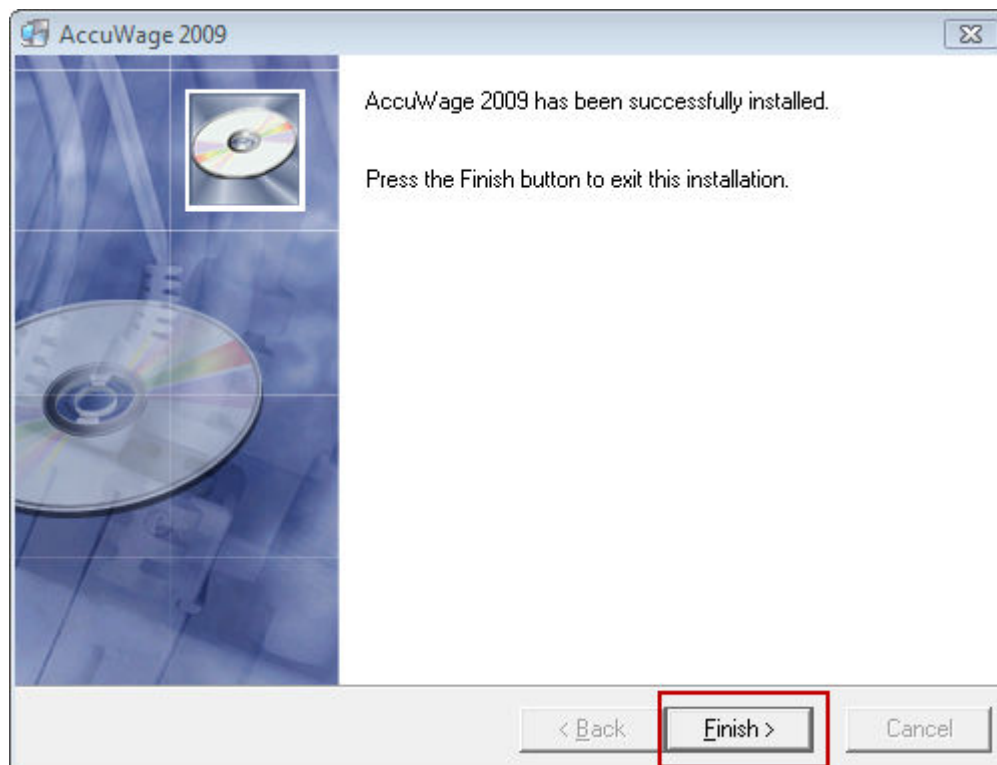 AccuWage 2009
AccuWage 2009 has been successfully installed.
Press the Finish button to exit this installation.
< Back
Finish >
Cancel